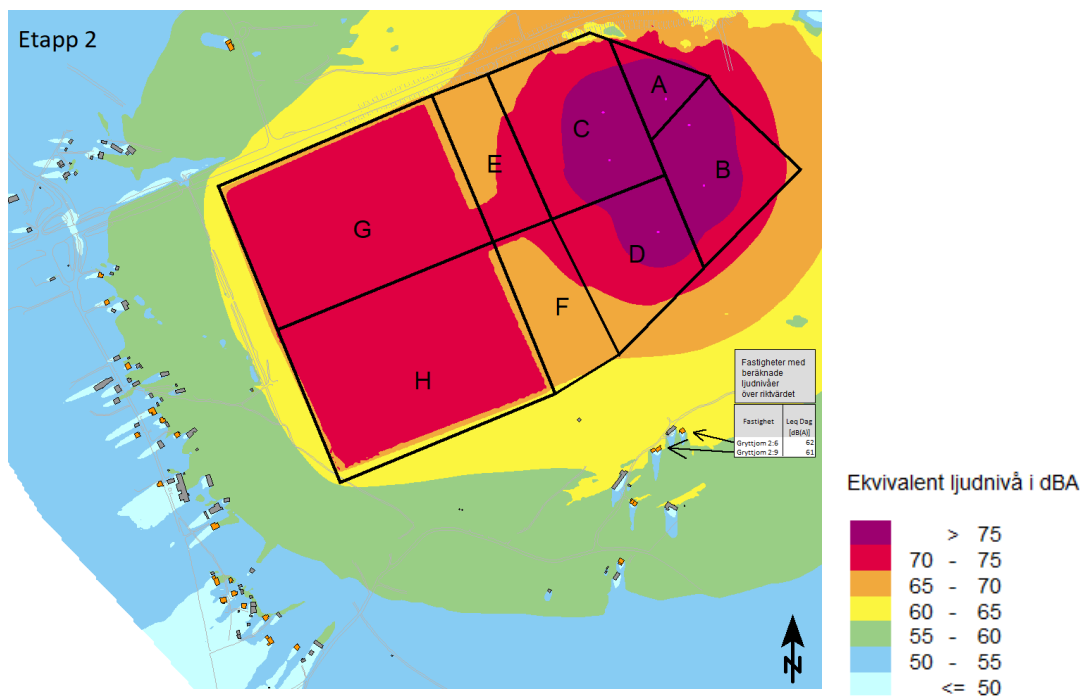 Etapp 2
A
C
E
B
G
D
F
H
Fastigheter med
beräknade
ljudnivåer
över riktvärdet
Fastighet Leq Dag
[dB(A)]
Gryttjom 2:6 62
Gryttjom 2:9 61
N
Ekvivalent ljudnivå i dBA
> 75
70 - 75
65 - 70
60 - 65
55 - 60
50 - 55
<= 50